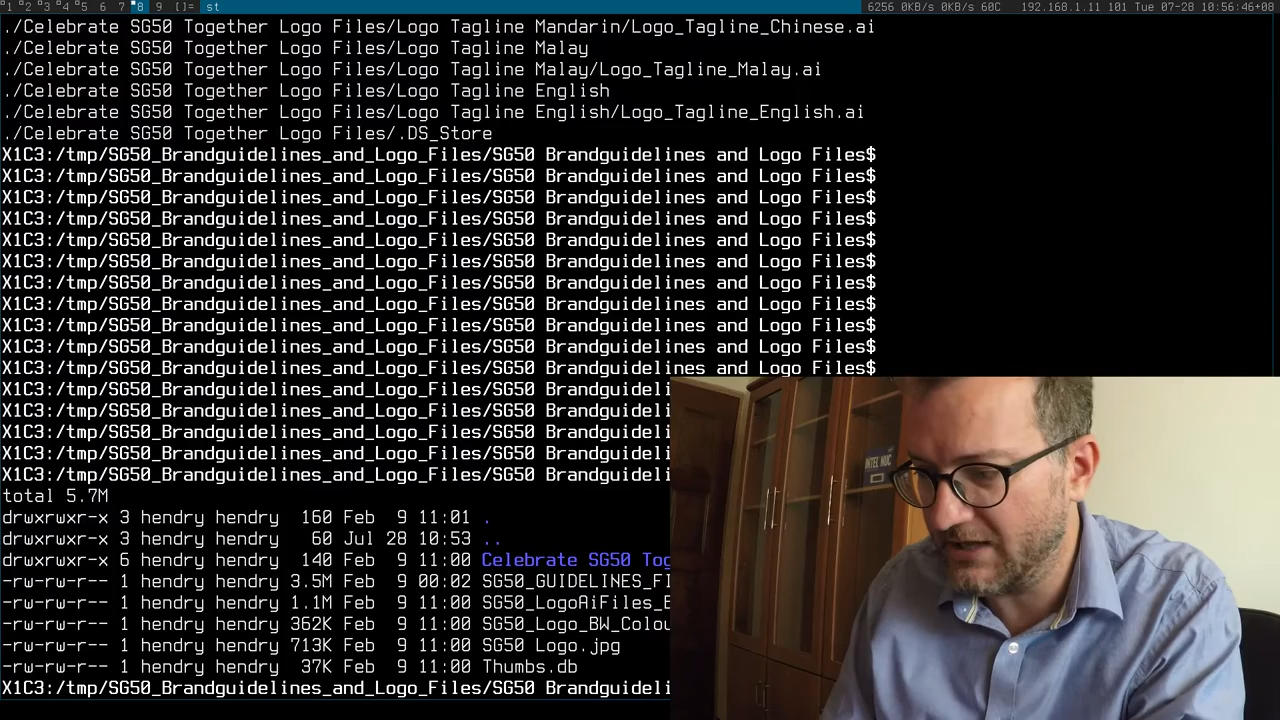 1 2 3 4 5 6 7 8 9 []= st 6256 0KB/s 0KB/s 60C 192.168.1.11 101 Tue 07-28 10:56:46+08
./Celebrate SG50 Together Logo Files/Logo Tagline Mandarin/Logo_Tagline_Chinese.ai
./Celebrate SG50 Together Logo Files/Logo Tagline Malay
./Celebrate SG50 Together Logo Files/Logo Tagline Malay/Logo_Tagline_Malay.ai
./Celebrate SG50 Together Logo Files/Logo Tagline English
./Celebrate SG50 Together Logo Files/Logo Tagline English/Logo_Tagline_English.ai
./Celebrate SG50 Together Logo Files/.DS_Store
X1C3:/tmp/SG50_Brandguidelines_and_Logo_Files/SG50 Brandguidelines and Logo Files$
X1C3:/tmp/SG50_Brandguidelines_and_Logo_Files/SG50 Brandguidelines and Logo Files$
X1C3:/tmp/SG50_Brandguidelines_and_Logo_Files/SG50 Brandguidelines and Logo Files$
X1C3:/tmp/SG50_Brandguidelines_and_Logo_Files/SG50 Brandguidelines and Logo Files$
X1C3:/tmp/SG50_Brandguidelines_and_Logo_Files/SG50 Brandguidelines and Logo Files$
X1C3:/tmp/SG50_Brandguidelines_and_Logo_Files/SG50 Brandguidelines and Logo Files$
X1C3:/tmp/SG50_Brandguidelines_and_Logo_Files/SG50 Brandguidelines and Logo Files$
X1C3:/tmp/SG50_Brandguidelines_and_Logo_Files/SG50 Brandguidelines and Logo Files$
X1C3:/tmp/SG50_Brandguidelines_and_Logo_Files/SG50 Brandguidelines and Logo Files$
X1C3:/tmp/SG50_Brandguidelines_and_Logo_Files/SG50 Brandguidelines and Logo Files$
X1C3:/tmp/SG50_Brandguidelines_and_Logo_Files/SG50 Brandguidelines and Logo Files$
X1C3:/tmp/SG50_Brandguidelines_and_Logo_Files/SG50 Brandguideli
X1C3:/tmp/SG50_Brandguidelines_and_Logo_Files/SG50 Brandguideli
X1C3:/tmp/SG50_Brandguidelines_and_Logo_Files/SG50 Brandguideli
X1C3:/tmp/SG50_Brandguidelines_and_Logo_Files/SG50 Brandguideli
X1C3:/tmp/SG50_Brandguidelines_and_Logo_Files/SG50 Brandguideli
total 5.7M
drwxrwxr-x 3 hendry hendry 160 Feb 9 11:01 .
drwxrwxr-x 3 hendry hendry 60 Jul 28 10:53 ..
drwxrwxr-x 6 hendry hendry 140 Feb 9 11:00 Celebrate SG50 Tog
-rw-rw-r-- 1 hendry hendry 3.5M Feb 9 00:02 SG50_GUIDELINES_FI
-rw-rw-r-- 1 hendry hendry 1.1M Feb 9 11:00 SG50_LogoAiFiles_E
-rw-rw-r-- 1 hendry hendry 362K Feb 9 11:00 SG50_Logo_BW_Colou
-rw-rw-r-- 1 hendry hendry 713K Feb 9 11:00 SG50 Logo.jpg
-rw-rw-r-- 1 hendry hendry 37K Feb 9 11:00 Thumbs.db
X1C3:/tmp/SG50_Brandguidelines_and_Logo_Files/SG50 Brandguideli
INTEL NUC